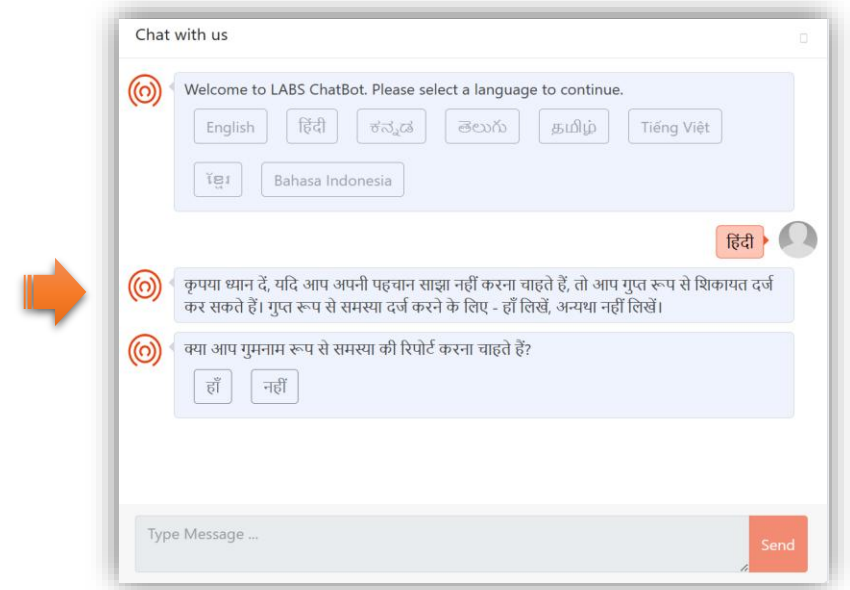 Chat with us
Welcome to LABS ChatBot. Please select a language to continue.
English हिंदी ಕನ್ನಡ తెలుగు தமிழ் Tiếng Việt
ខ្មែរ Bahasa Indonesia
हिंदी
कृपया ध्यान दें, यदि आप अपनी पहचान साझा नहीं करना चाहते हैं, तो आप गुप्त रूप से शिकायत दर्ज
कर सकते हैं। गुप्त रूप से समस्या दर्ज करने के लिए - हाँ लिखें, अन्यथा नहीं लिखें।
क्या आप गुमनाम रूप से समस्या की रिपोर्ट करना चाहते हैं?
हाँ नहीं
Type Message ...
Send